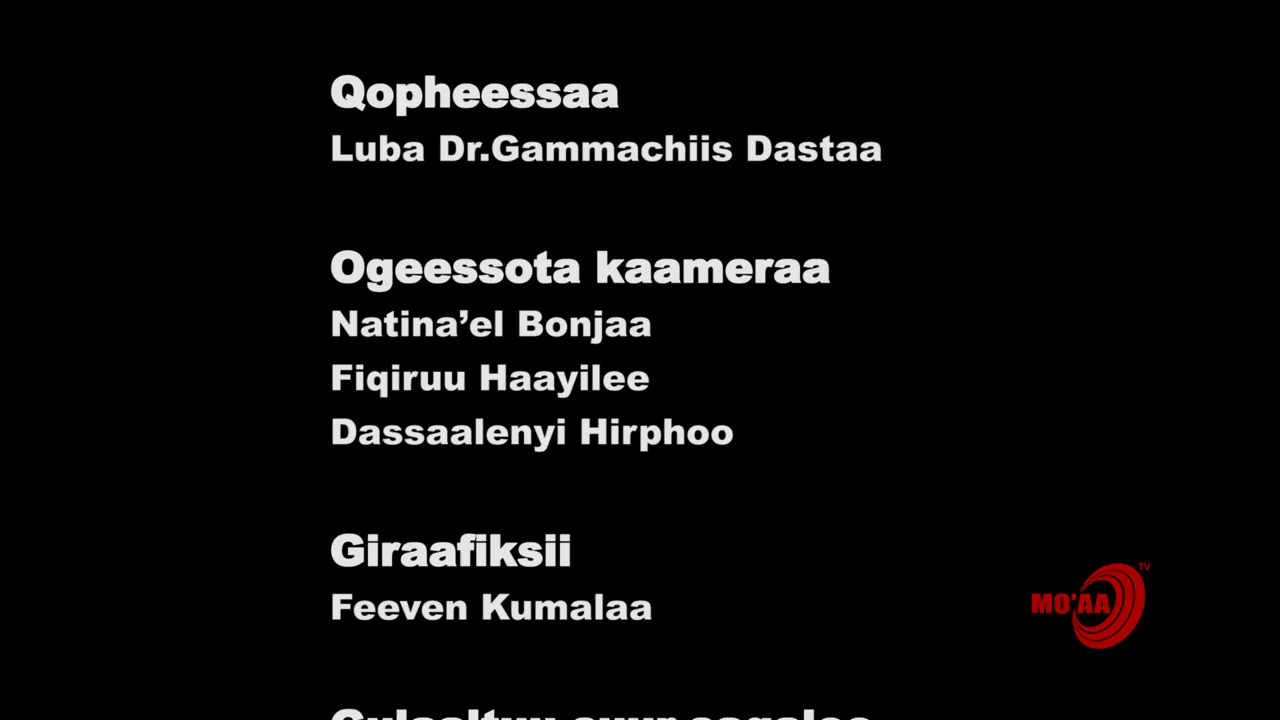 Qopheessaa
Luba Dr.Gammachiis Dastaa
Ogeessota kaameraa
Natina’el Bonjaa
Fiqiruu Haayilee
Dassaalenyi Hirphoo
Giraafiksii
Feeven Kumalaa
MO'AA TV